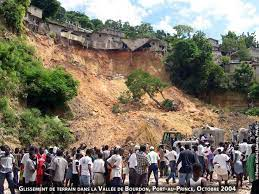 Glissement de terrain dans la Vallée de Bourdon, Port-au-Prince, Octobre 2004